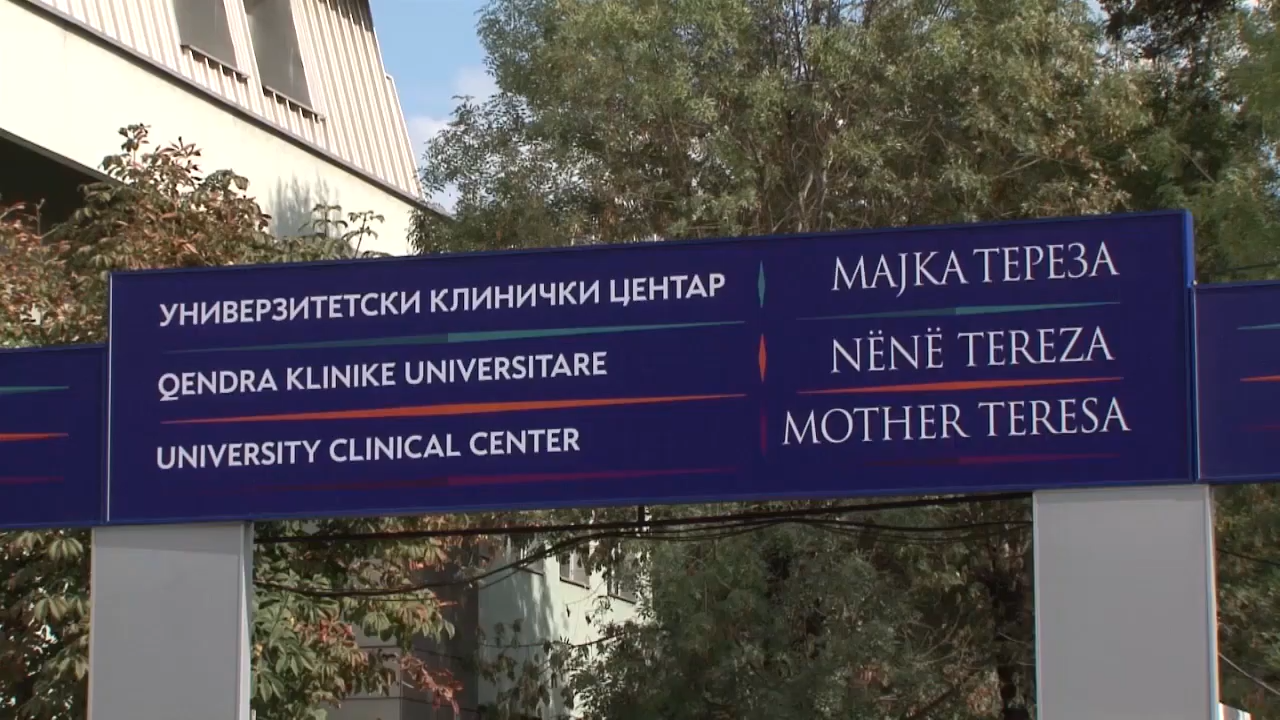 УНИВЕРЗИТЕТСКИ КЛИНИЧКИ ЦЕНТАР
QENDRA KLINIKE UNIVERSITARE
UNIVERSITY CLINICAL CENTER
МАЈКА ТЕРЕЗА
NËNË TEREZA
MOTHER TERESA